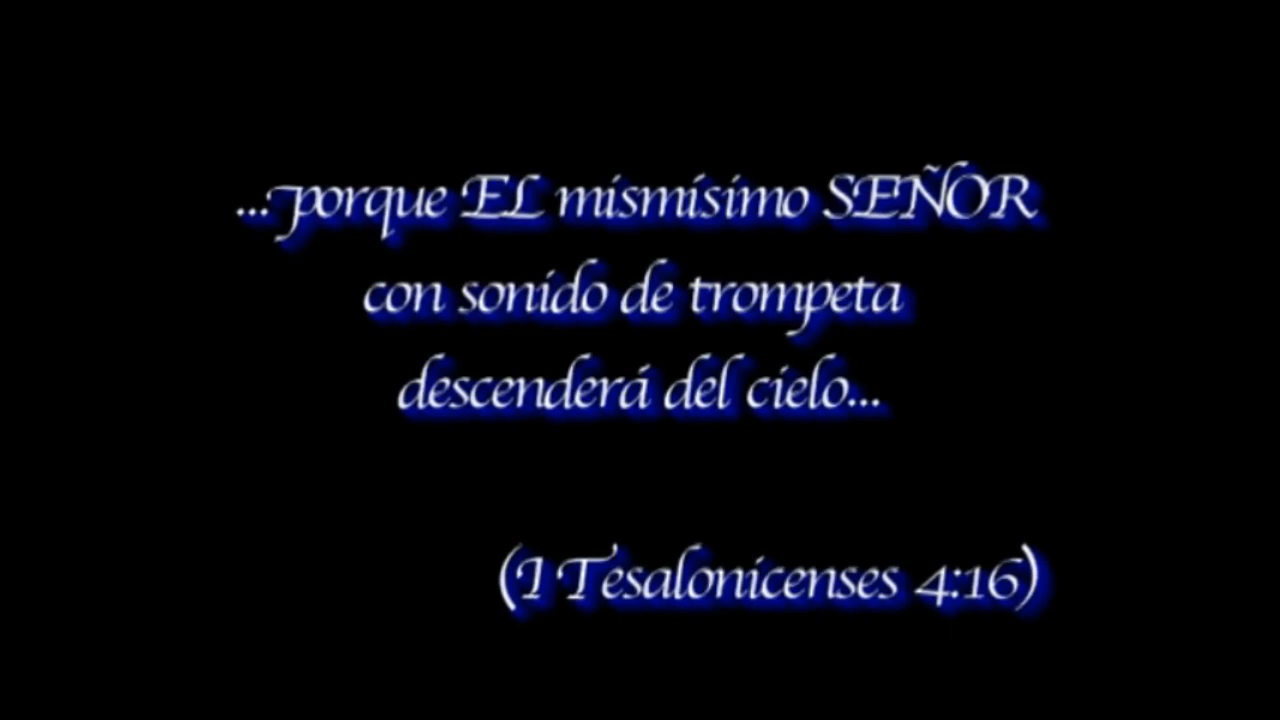 ...porque EL mismísimo SEÑOR
con sonido de trompeta
descenderá del cielo...
(I Tesalonicenses 4:16)